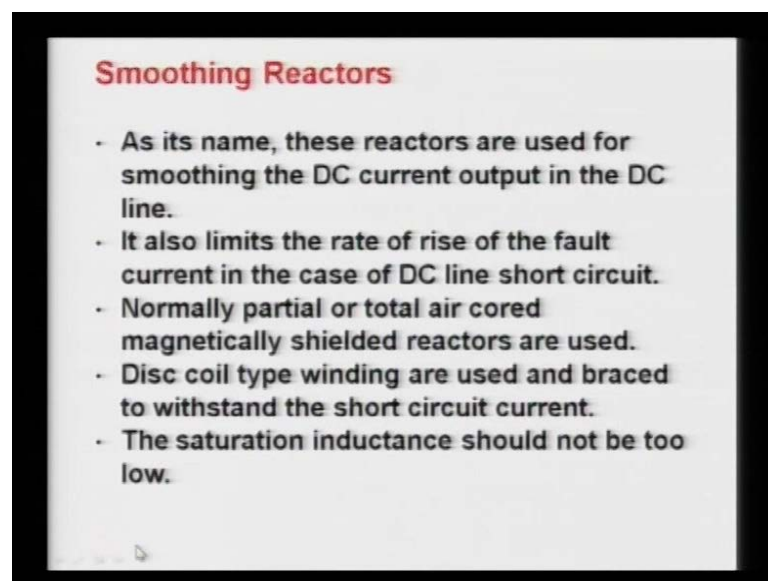 Smoothing Reactors
· As its name, these reactors are used for
smoothing the DC current output in the DC
line.
· It also limits the rate of rise of the fault
current in the case of DC line short circuit.
· Normally partial or total air cored
magnetically shielded reactors are used.
· Disc coil type winding are used and braced
to withstand the short circuit current.
· The saturation inductance should not be too
low.